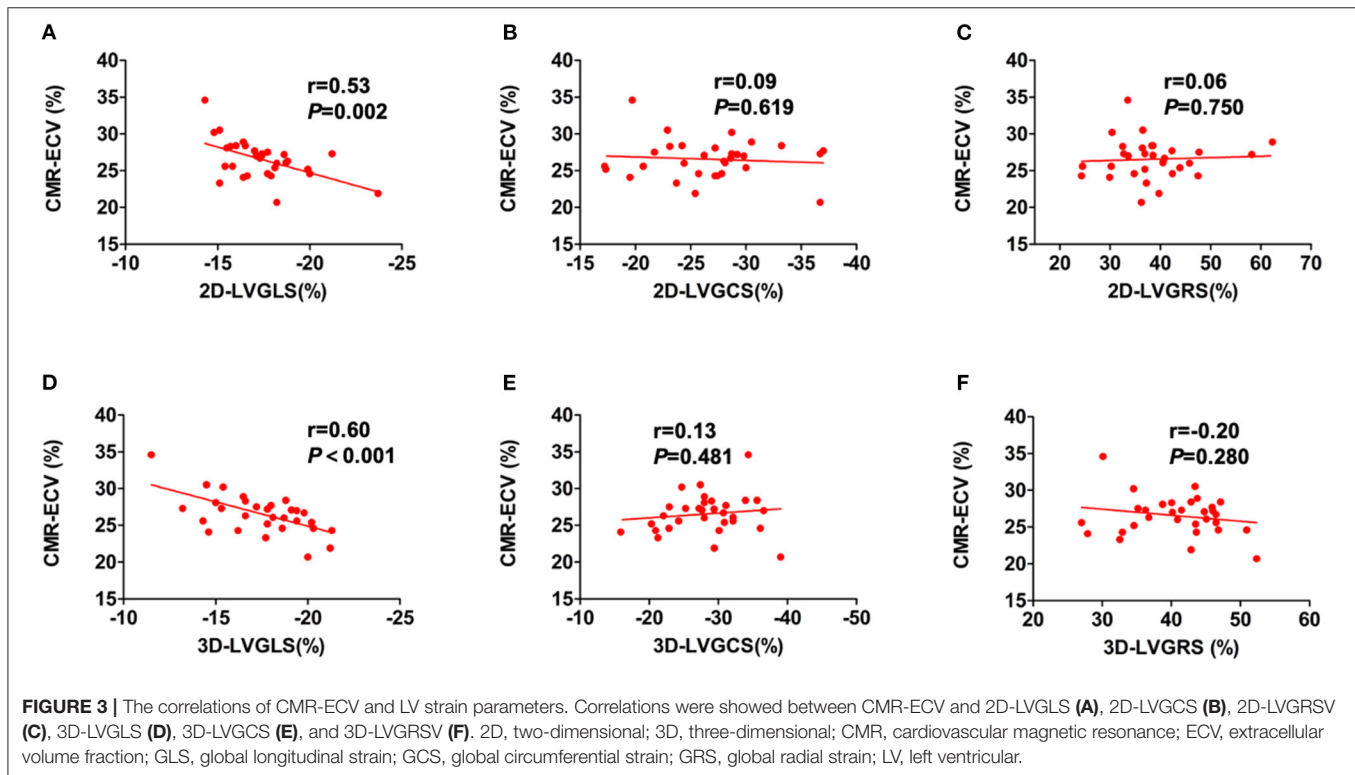 A
B
C
CMR-ECV (%)
40
35
30
25
20
15
r=0.53
P=0.002
-10
-15
-20
-25
2D-LVGLS(%)
CMR-ECV (%)
40
35
30
25
20
15
r=0.09
P=0.619
-15
-20
-25
-30
-35
-40
2D-LVGCS(%)
CMR-ECV (%)
40
35
30
25
20
15
r=0.06
P=0.750
20
30
40
50
60
70
2D-LVGRS(%)
D
E
F
CMR-ECV (%)
40
35
30
25
20
15
r=0.60
P < 0.001
-10
-15
-20
-25
3D-LVGLS(%)
CMR-ECV (%)
40
35
30
25
20
15
r=0.13
P=0.481
-10
-20
-30
-40
-50
3D-LVGCS(%)
CMR-ECV (%)
40
35
30
25
20
15
r=-0.20
P=0.280
20
30
40
50
60
3D-LVGRS (%)
FIGURE 3 | The correlations of CMR-ECV and LV strain parameters. Correlations were showed between CMR-ECV and 2D-LVGLS (A), 2D-LVGCS (B), 2D-LVGRSV
(C), 3D-LVGLS (D), 3D-LVGCS (E), and 3D-LVGRSV (F). 2D, two-dimensional; 3D, three-dimensional; CMR, cardiovascular magnetic resonance; ECV, extracellular
volume fraction; GLS, global longitudinal strain; GCS, global circumferential strain; GRS, global radial strain; LV, left ventricular.